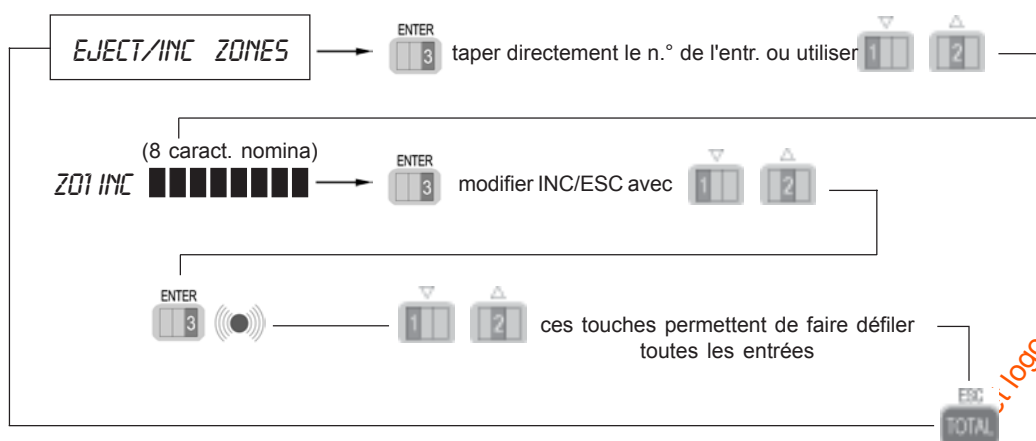 EJECT/INC ZONES
ENTER
3
taper directement le n.° de l'entr. ou utiliser
1
2
(8 caract. nomina)
Z01 INC
ENTER
3
modifier INC/ESC avec
1
2
ENTER
3
1
2
ces touches permettent de faire défiler
toutes les entrées
ESC
TOTAL